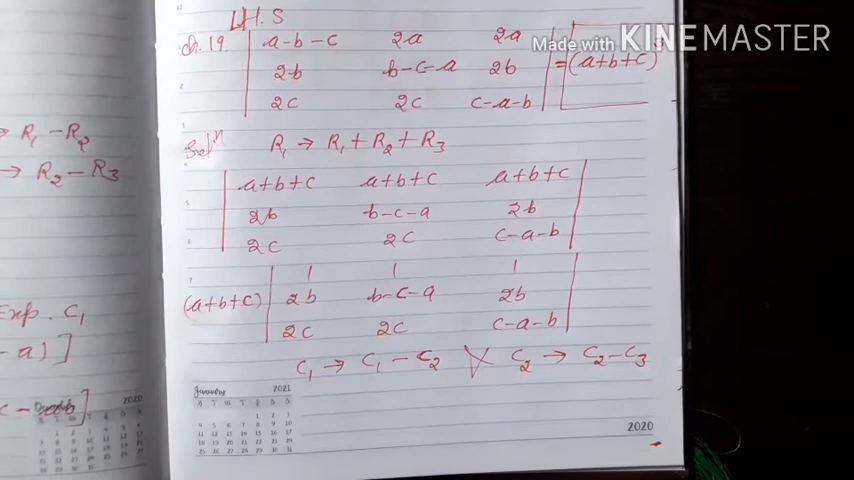 L.H.S
Made with KINEMASTER
Q. 19. | a-b-c 2a 2a | = (a+b+c)³
| 2b b-c-a 2b |
| 2c 2c c-a-b |
Solⁿ R₁ → R₁ + R₂ + R₃
| a+b+c a+b+c a+b+c |
| 2b b-c-a 2b |
| 2c 2c c-a-b |
| 1 1 1 |
(a+b+c) | 2b b-c-a 2b |
| 2c 2c c-a-b |
C₁ → C₁ - C₂ C₂ → C₂ - C₃
→ R₁ - R₂
→ R₂ - R₃
Exp. C₁
- a) ]
January 2021
2020
2020